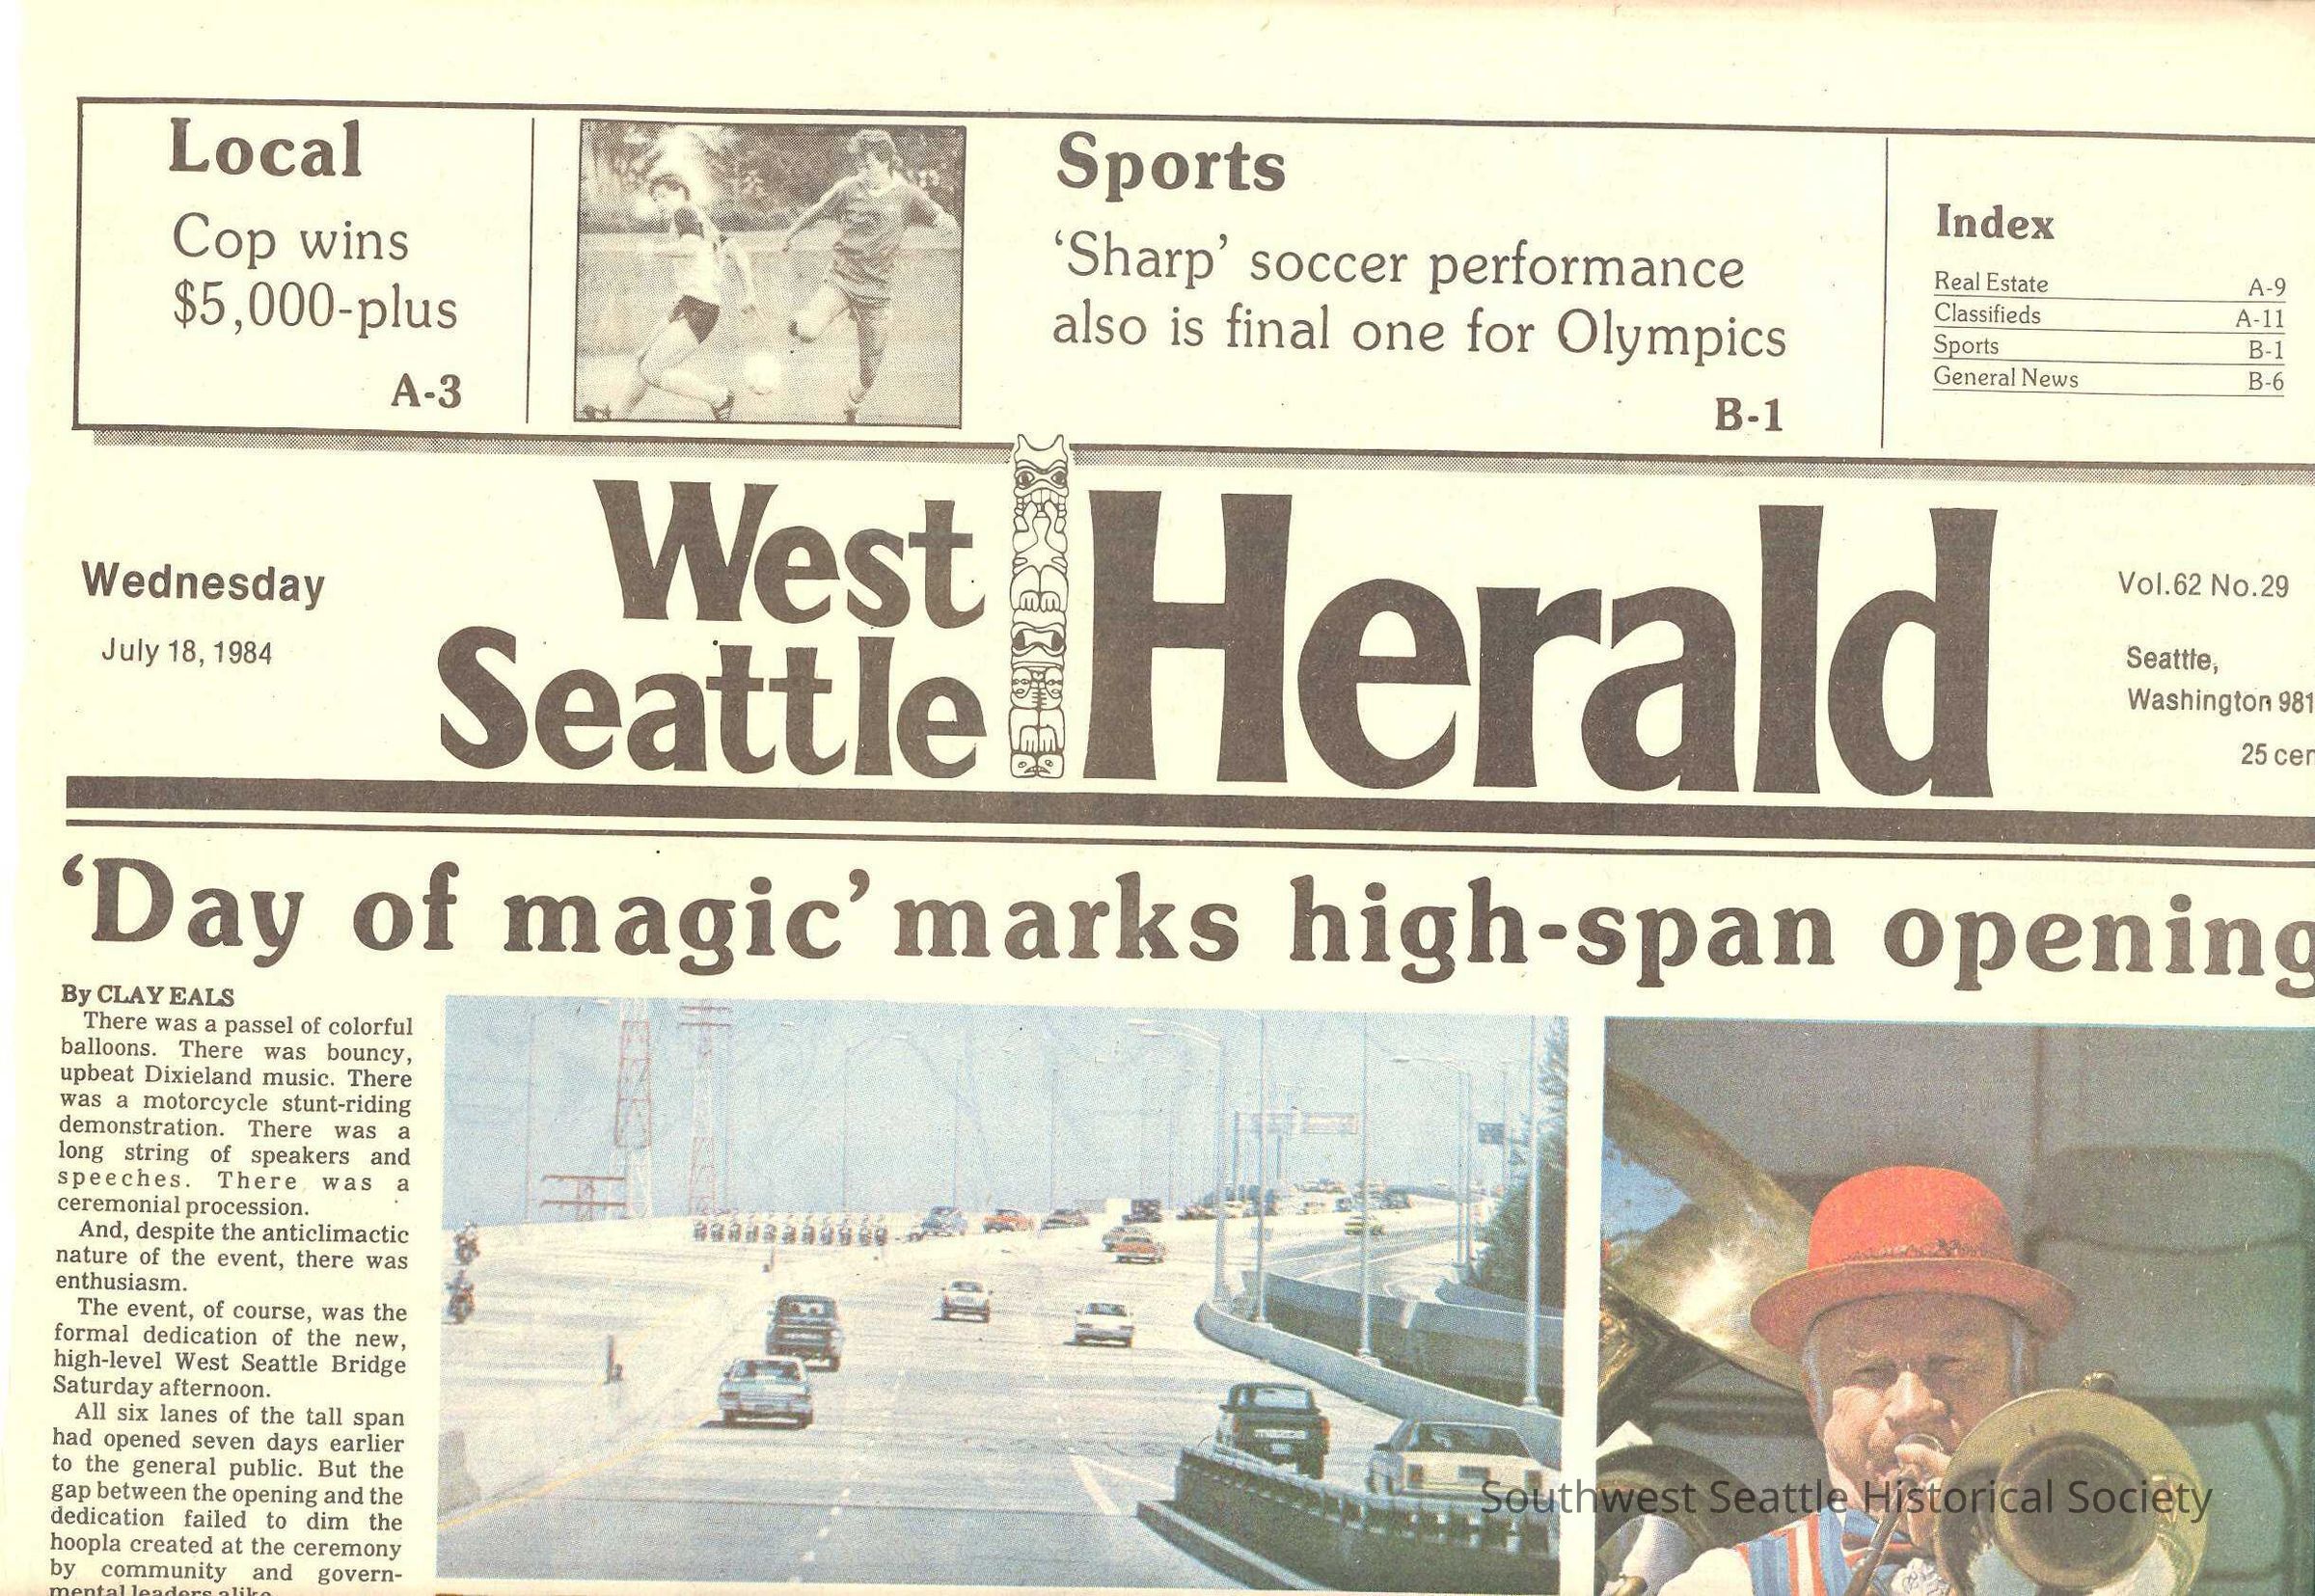 Local
Cop wins
$5,000-plus
A-3
Sports
‘Sharp’ soccer performance
also is final one for Olympics
B-1
Index
Real Estate A-9
Classifieds A-11
Sports B-1
General News B-6
Wednesday
July 18, 1984
West
Seattle
Herald
Vol.62 No.29
Seattle,
Washington 981
25 cen
‘Day of magic’ marks high-span opening
By CLAY EALS
There was a passel of colorful
balloons. There was bouncy,
upbeat Dixieland music. There
was a motorcycle stunt-riding
demonstration. There was a
long string of speakers and
speeches. There was a
ceremonial procession.
And, despite the anticlimactic
nature of the event, there was
enthusiasm.
The event, of course, was the
formal dedication of the new,
high-level West Seattle Bridge
Saturday afternoon.
All six lanes of the tall span
had opened seven days earlier
to the general public. But the
gap between the opening and the
dedication failed to dim the
hoopla created at the ceremony
by community and govern-
mental leaders alike.
Southwest Seattle Historical Society